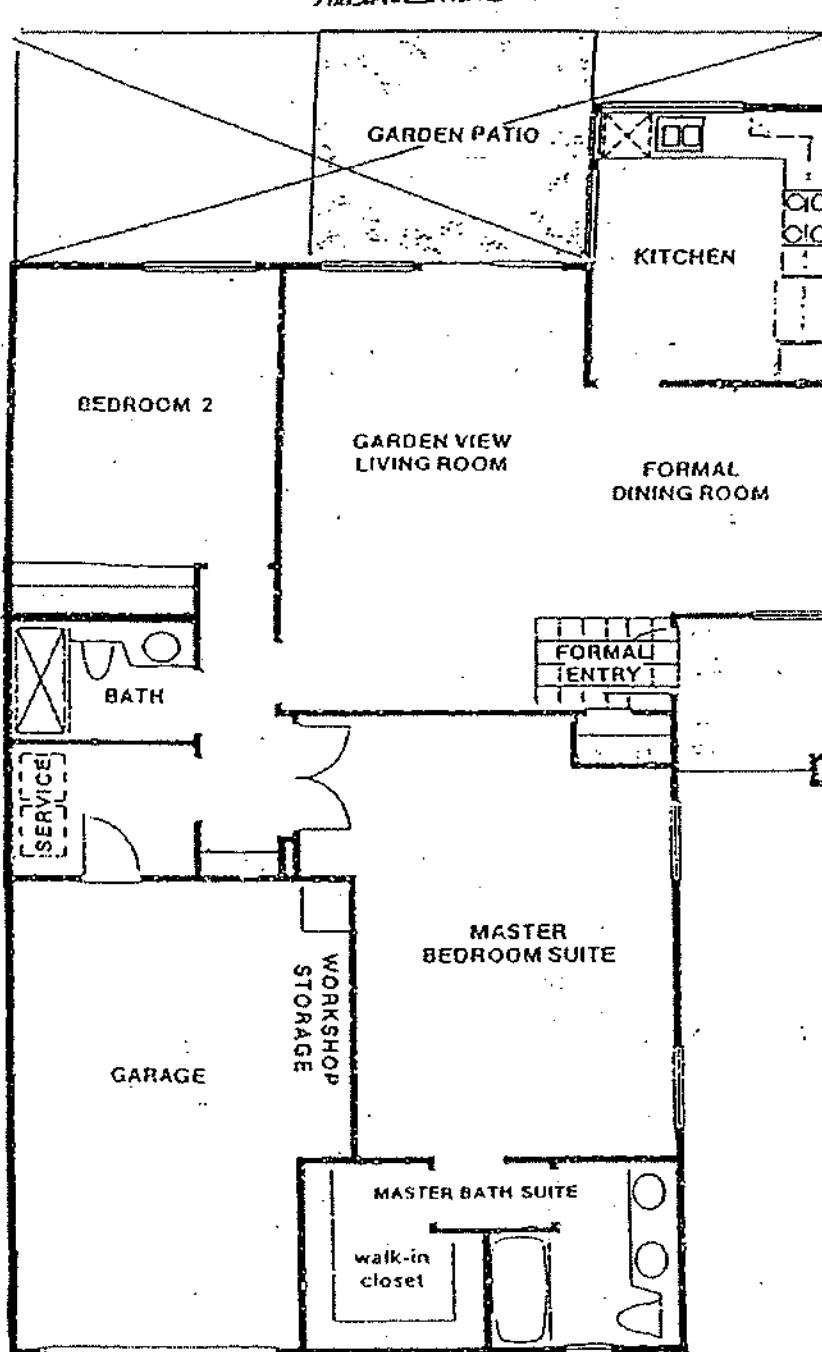 GARDEN PATIO
KITCHEN
BEDROOM 2
GARDEN VIEW
LIVING ROOM
FORMAL
DINING ROOM
FORMAL
ENTRY
BATH
SERVICE
MASTER
BEDROOM SUITE
WORKSHOP
STORAGE
GARAGE
MASTER BATH SUITE
walk-in
closet